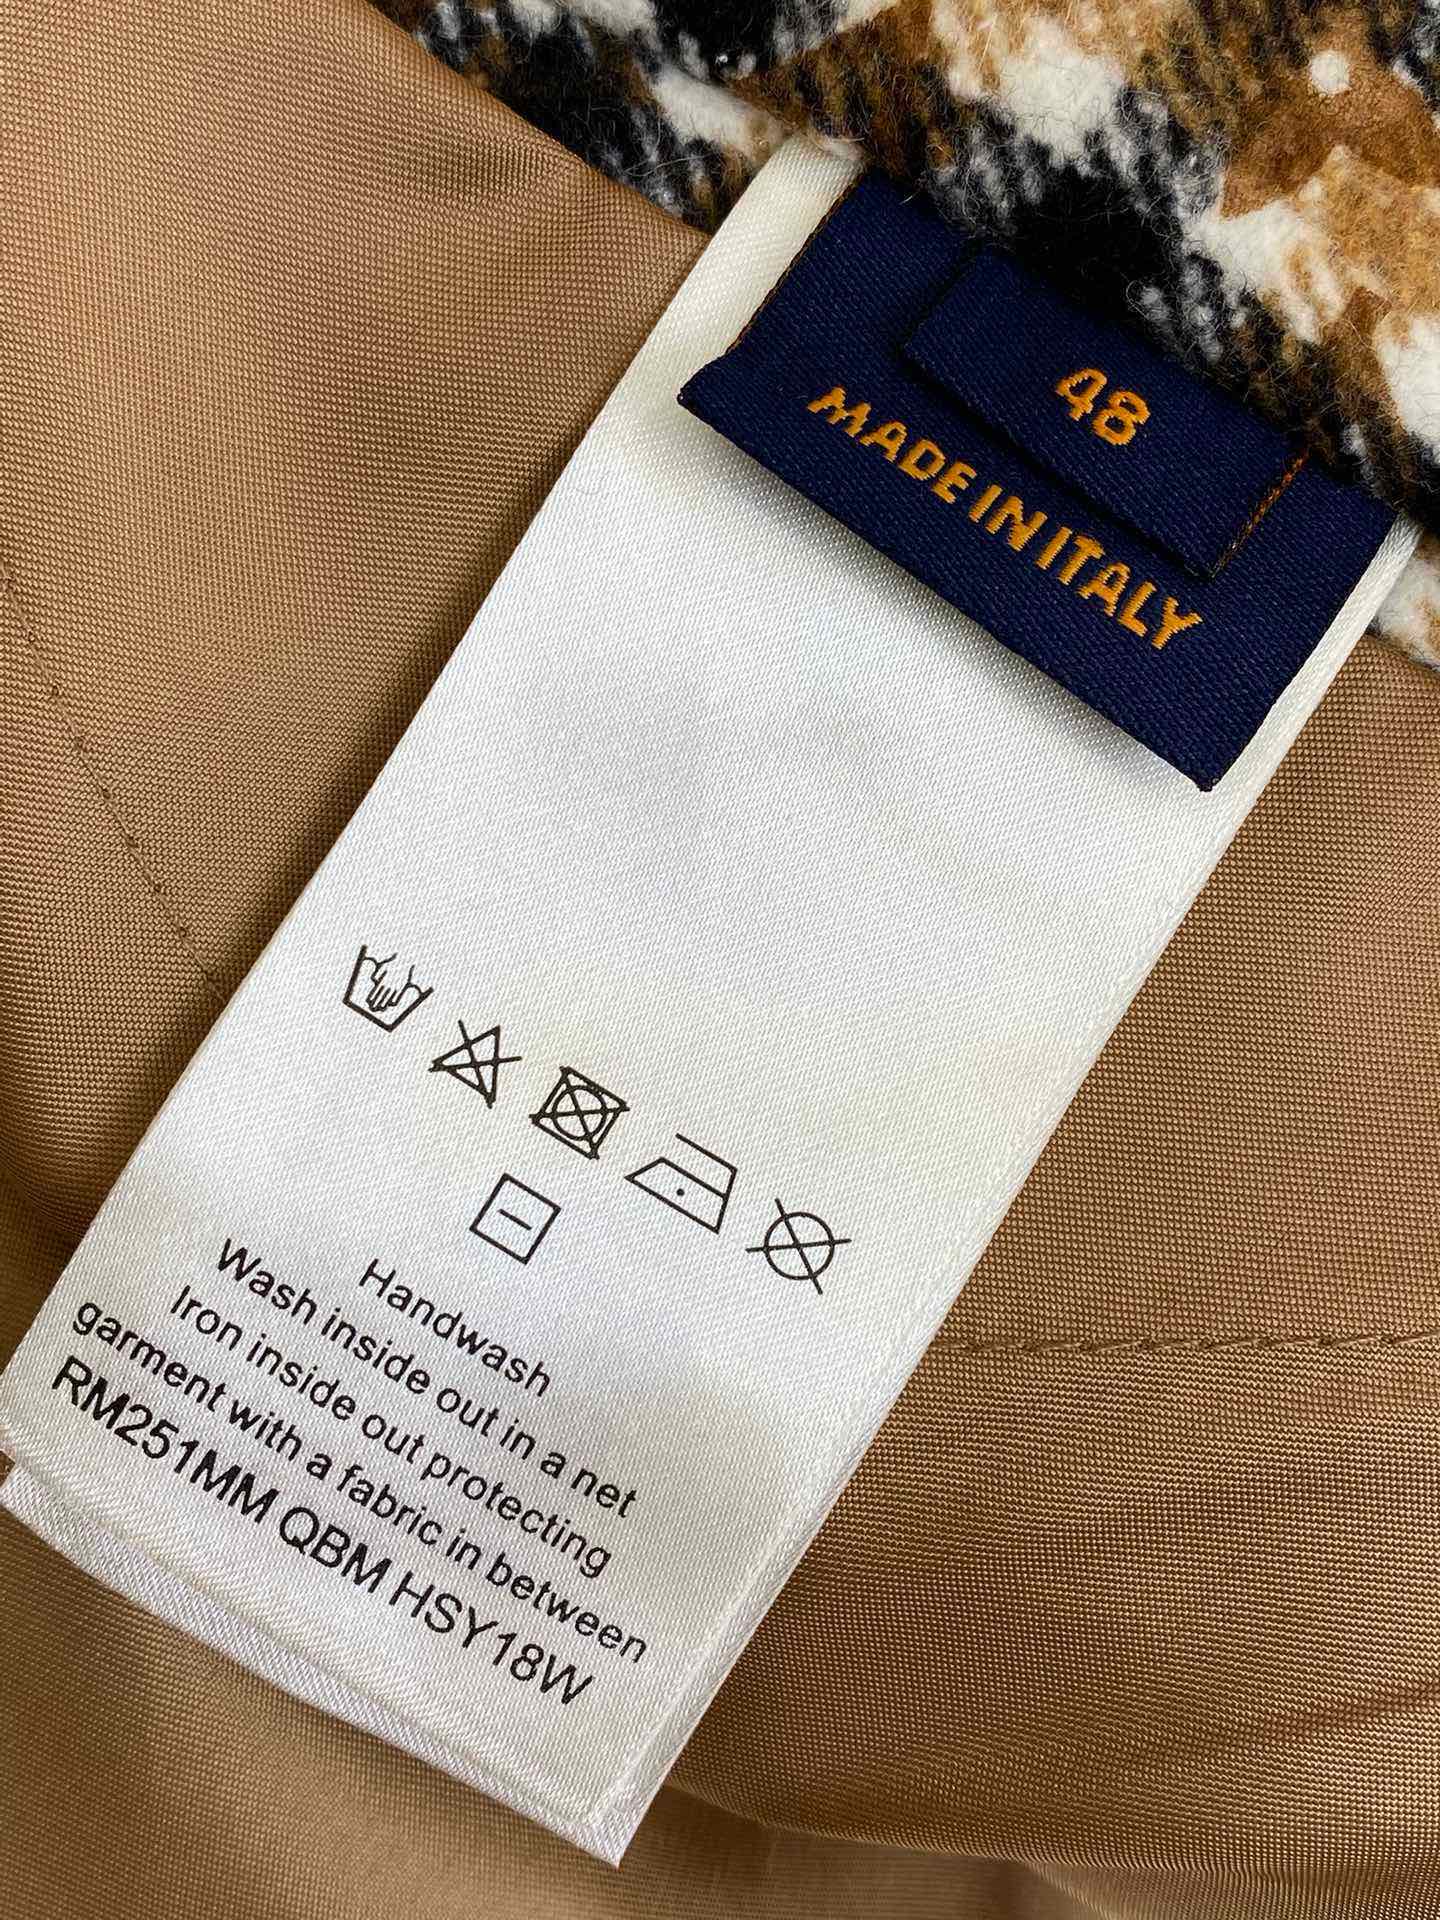 48
MADE IN ITALY
Handwash
Wash inside out in a net
Iron inside out protecting
garment with a fabric in between
RM251MM QBM HSY18W